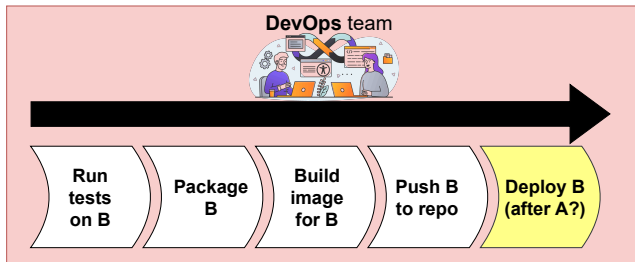 DevOps team
Run
tests
on B
Package
B
Build
image
for B
Push B
to repo
Deploy B
(after A?)